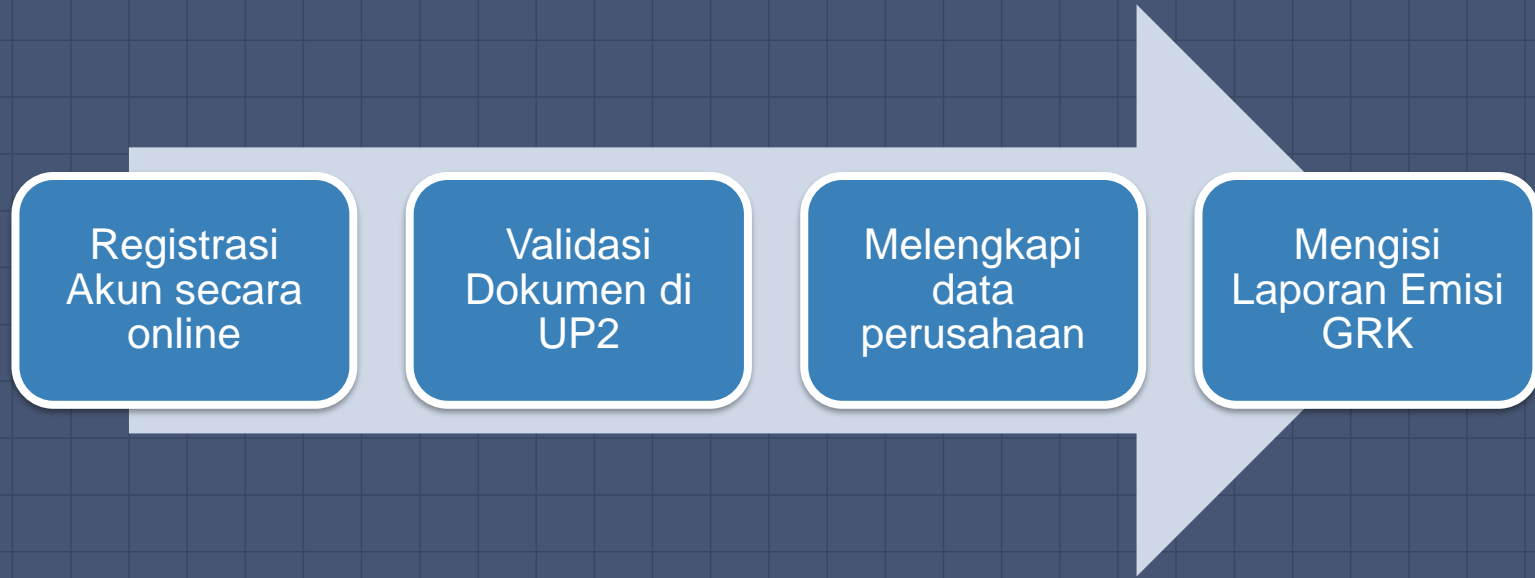 Registrasi
Akun secara
online
Validasi
Dokumen di
UP2
Melengkapi
data
perusahaan
Mengisi
Laporan Emisi
GRK